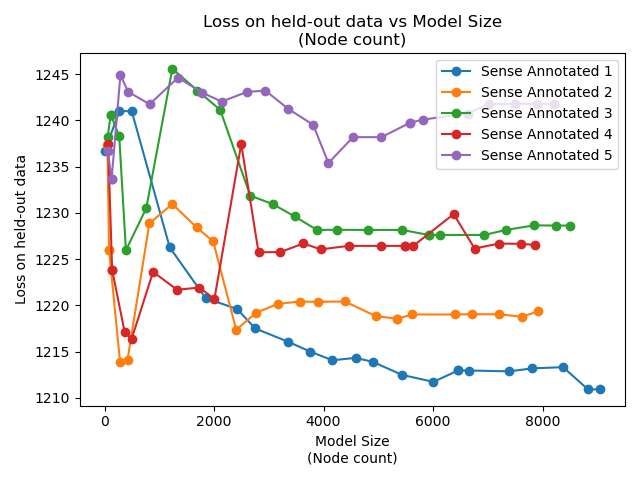 Loss on held-out data vs Model Size
(Node count)
Loss on held-out data
1245
1240
1235
1230
1225
1220
1215
1210
Sense Annotated 1
Sense Annotated 2
Sense Annotated 3
Sense Annotated 4
Sense Annotated 5
0 2000 4000 6000 8000
Model Size
(Node count)